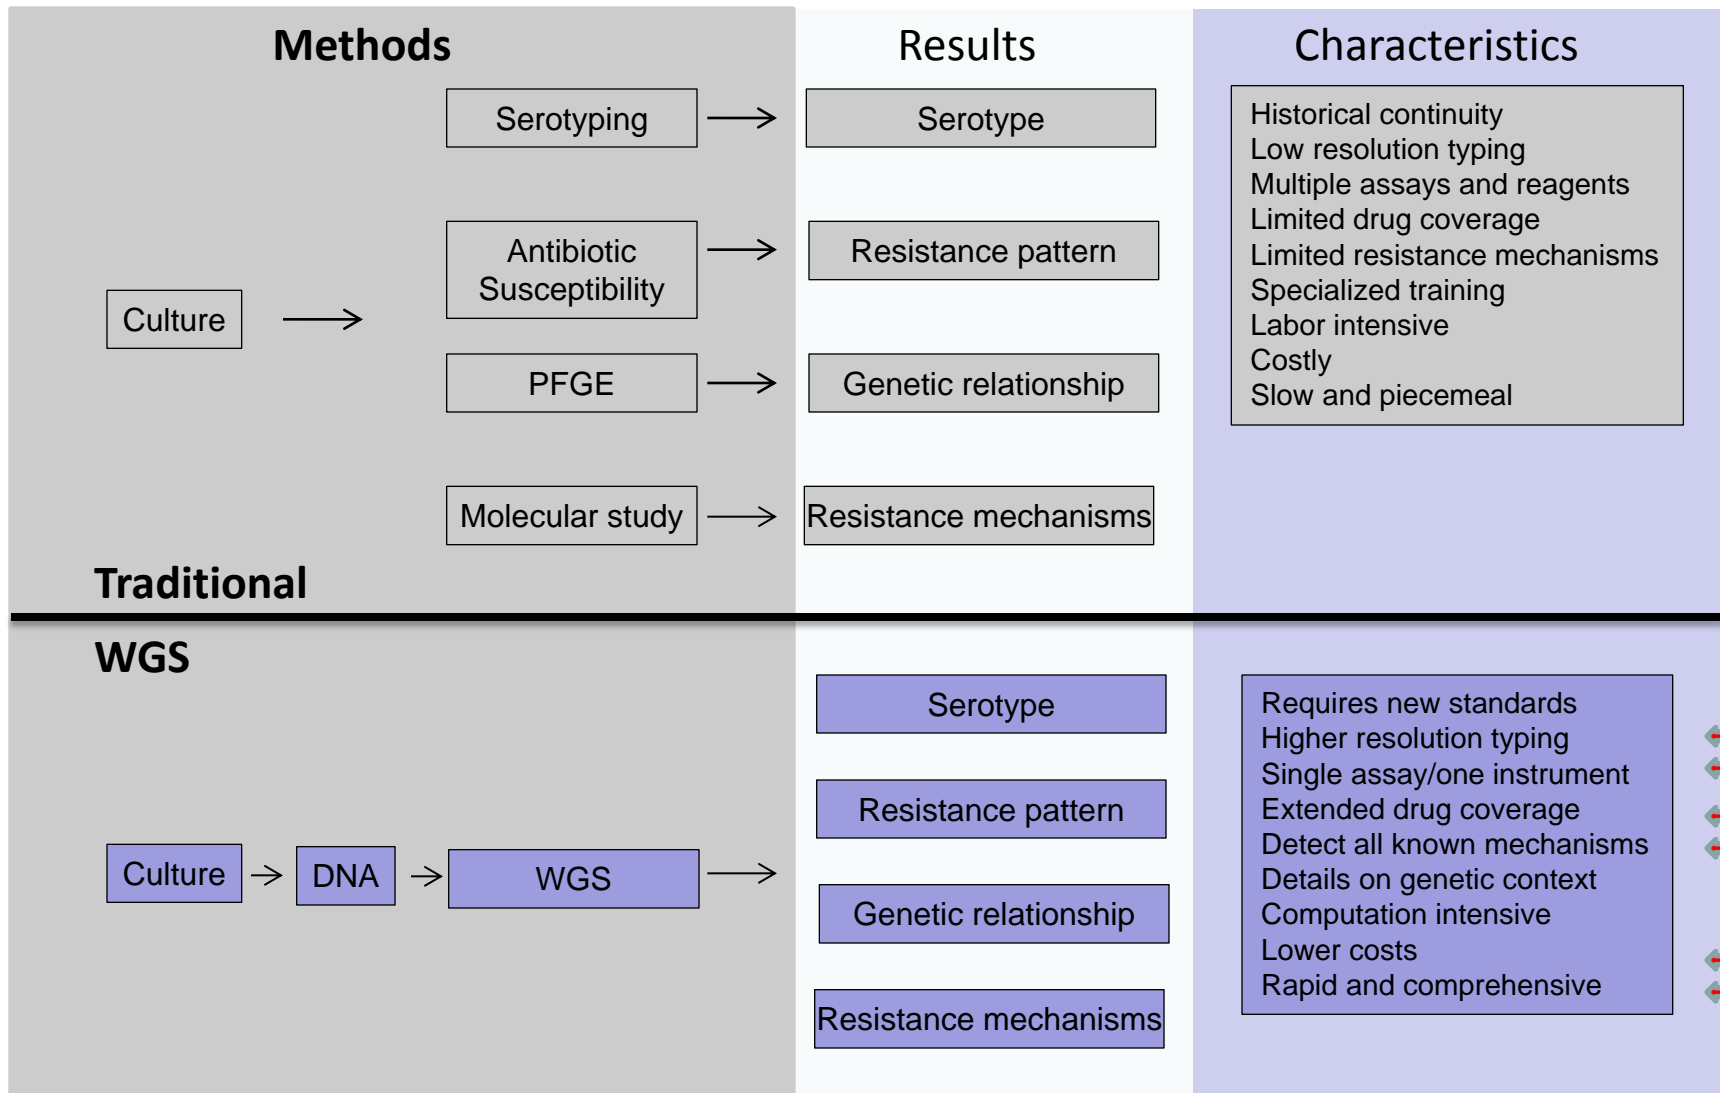 Methods
Results
Characteristics
Serotyping
Serotype
Antibiotic
Susceptibility
Resistance pattern
Culture
PFGE
Genetic relationship
Molecular study
Resistance mechanisms
Historical continuity
Low resolution typing
Multiple assays and reagents
Limited drug coverage
Limited resistance mechanisms
Specialized training
Labor intensive
Costly
Slow and piecemeal
Traditional
WGS
Culture
DNA
WGS
Serotype
Resistance pattern
Genetic relationship
Resistance mechanisms
Requires new standards
Higher resolution typing
Single assay/one instrument
Extended drug coverage
Detect all known mechanisms
Details on genetic context
Computation intensive
Lower costs
Rapid and comprehensive